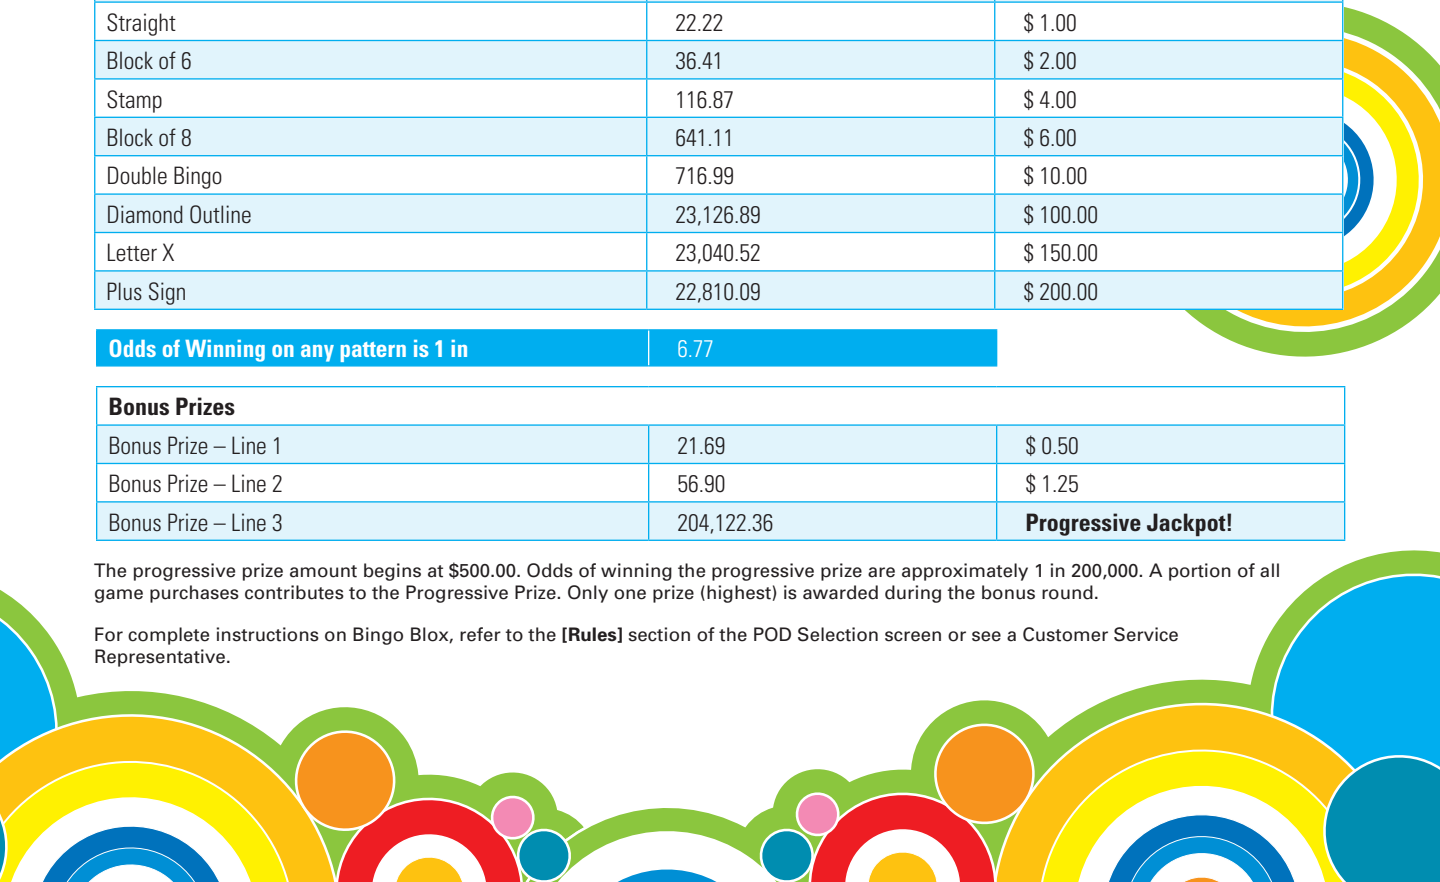 Straight 22.22 $ 1.00
Block of 6 36.41 $ 2.00
Stamp 116.87 $ 4.00
Block of 8 641.11 $ 6.00
Double Bingo 716.99 $ 10.00
Diamond Outline 23,126.89 $ 100.00
Letter X 23,040.52 $ 150.00
Plus Sign 22,810.09 $ 200.00
Odds of Winning on any pattern is 1 in 6.77
Bonus Prizes
Bonus Prize – Line 1 21.69 $ 0.50
Bonus Prize – Line 2 56.90 $ 1.25
Bonus Prize – Line 3 204,122.36 Progressive Jackpot!
The progressive prize amount begins at $500.00. Odds of winning the progressive prize are approximately 1 in 200,000. A portion of all
game purchases contributes to the Progressive Prize. Only one prize (highest) is awarded during the bonus round.
For complete instructions on Bingo Blox, refer to the [Rules] section of the POD Selection screen or see a Customer Service
Representative.